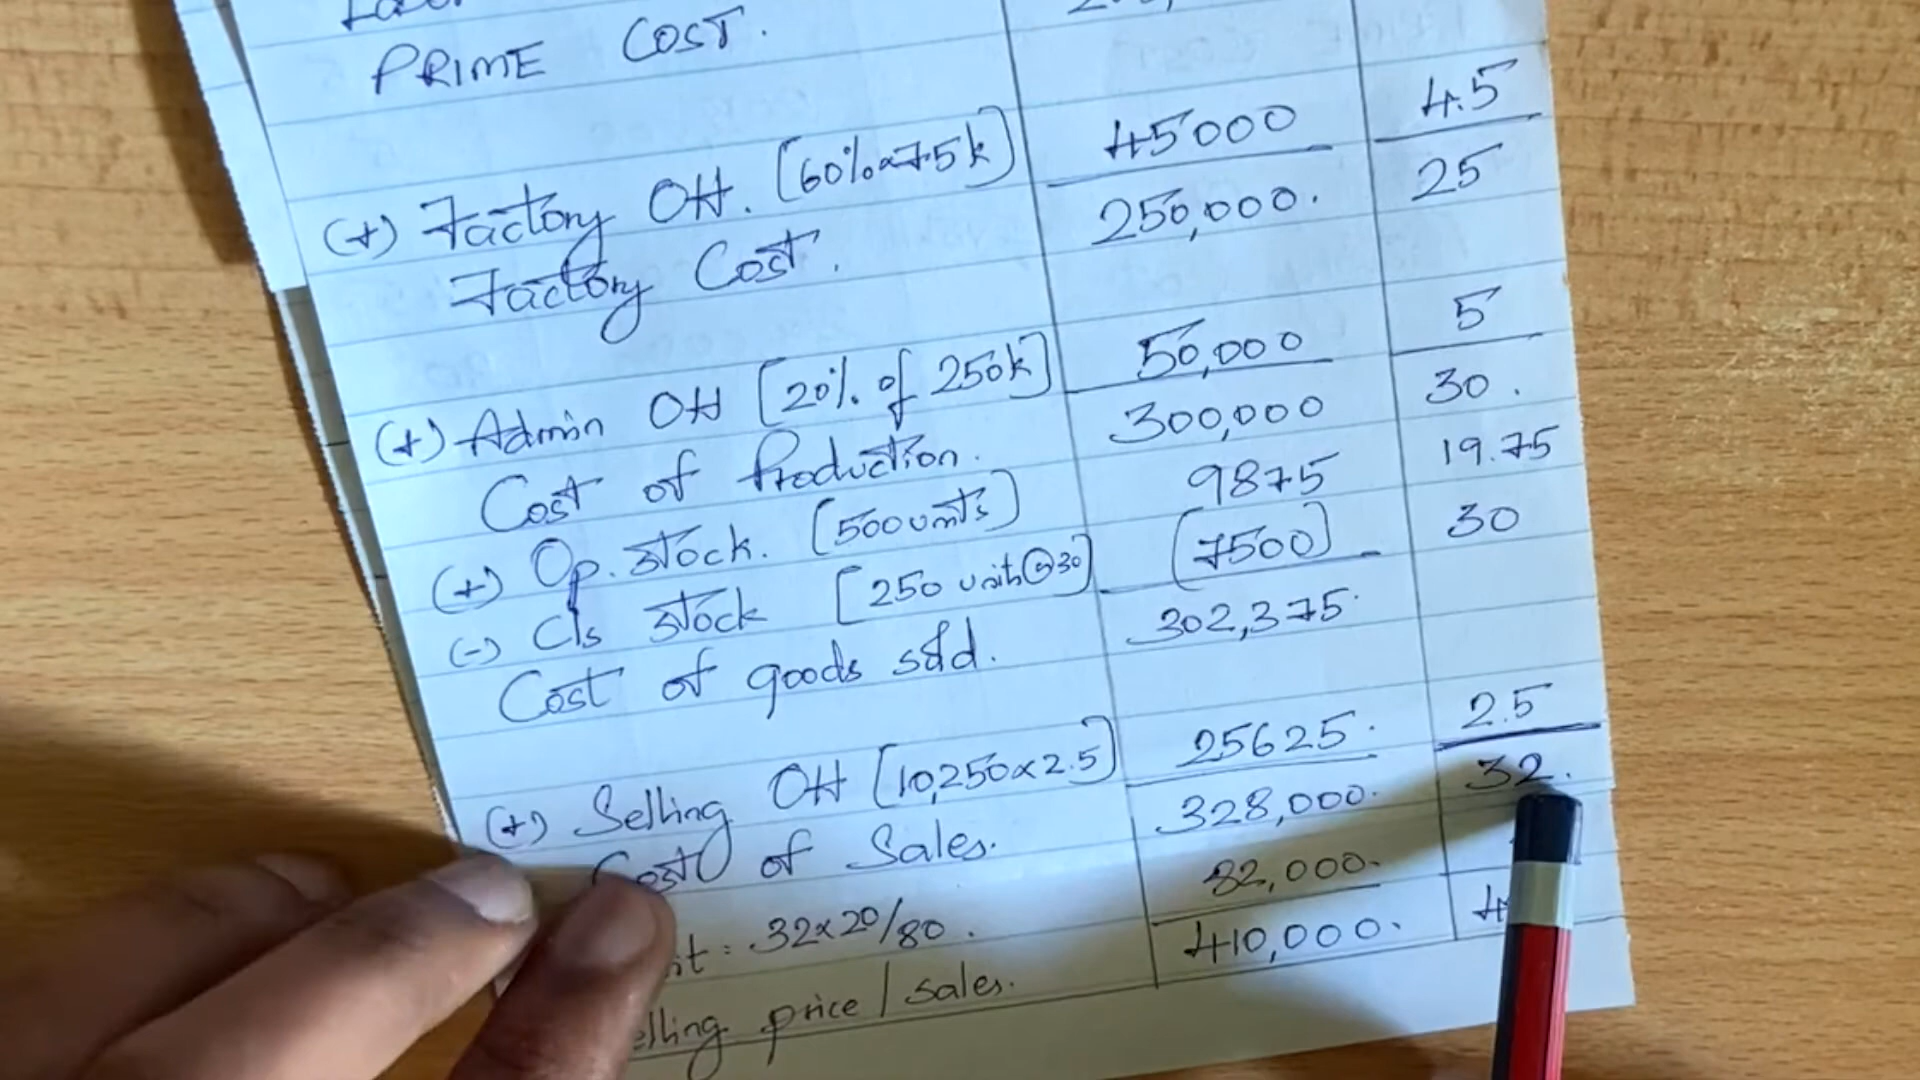 PRIME COST.
(+) Factory OH. [60% x 75k] 45000 4.5
Factory Cost. 250,000. 25
(+) Admin OH [20% of 250k] 50,000 5
Cost of Production. 300,000 30.
(+) Op. stock. [500 units] 9875 19.75
(-) Cls stock [250 units @ 30] (7500) 30
Cost of goods sold. 302,375.
(+) Selling OH [10,250 x 2.5] 25625. 2.5
Cost of Sales. 328,000. 32.
it: 32 x 20/80. 82,000.
elling price / sales. 410,000. 4